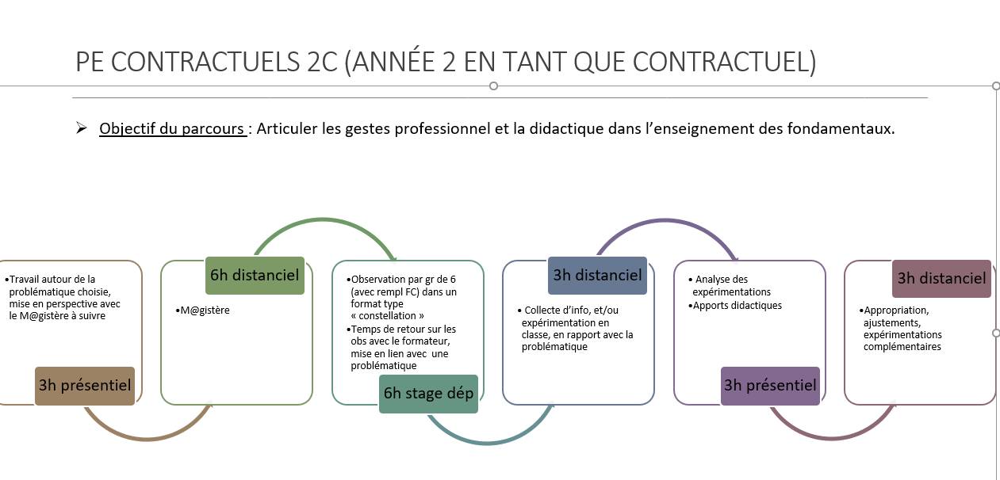 PE CONTRACTUELS 2C (ANNÉE 2 EN TANT QUE CONTRACTUEL)
➢ Objectif du parcours : Articuler les gestes professionnel et la didactique dans l’enseignement des fondamentaux.
•Travail autour de la
problématique choisie,
mise en perspective avec
le M@gistère à suivre
3h présentiel
6h distanciel
•M@gistère
•Observation par gr de 6
(avec rempl FC) dans un
format type
« constellation »
•Temps de retour sur les
obs avec le formateur,
mise en lien avec une
problématique
6h stage dép
3h distanciel
• Collecte d’info, et/ou
expérimentation en
classe, en rapport avec la
problématique
• Analyse des
expérimentations
•Apports didactiques
3h présentiel
3h distanciel
•Appropriation,
ajustements,
expérimentations
complémentaires